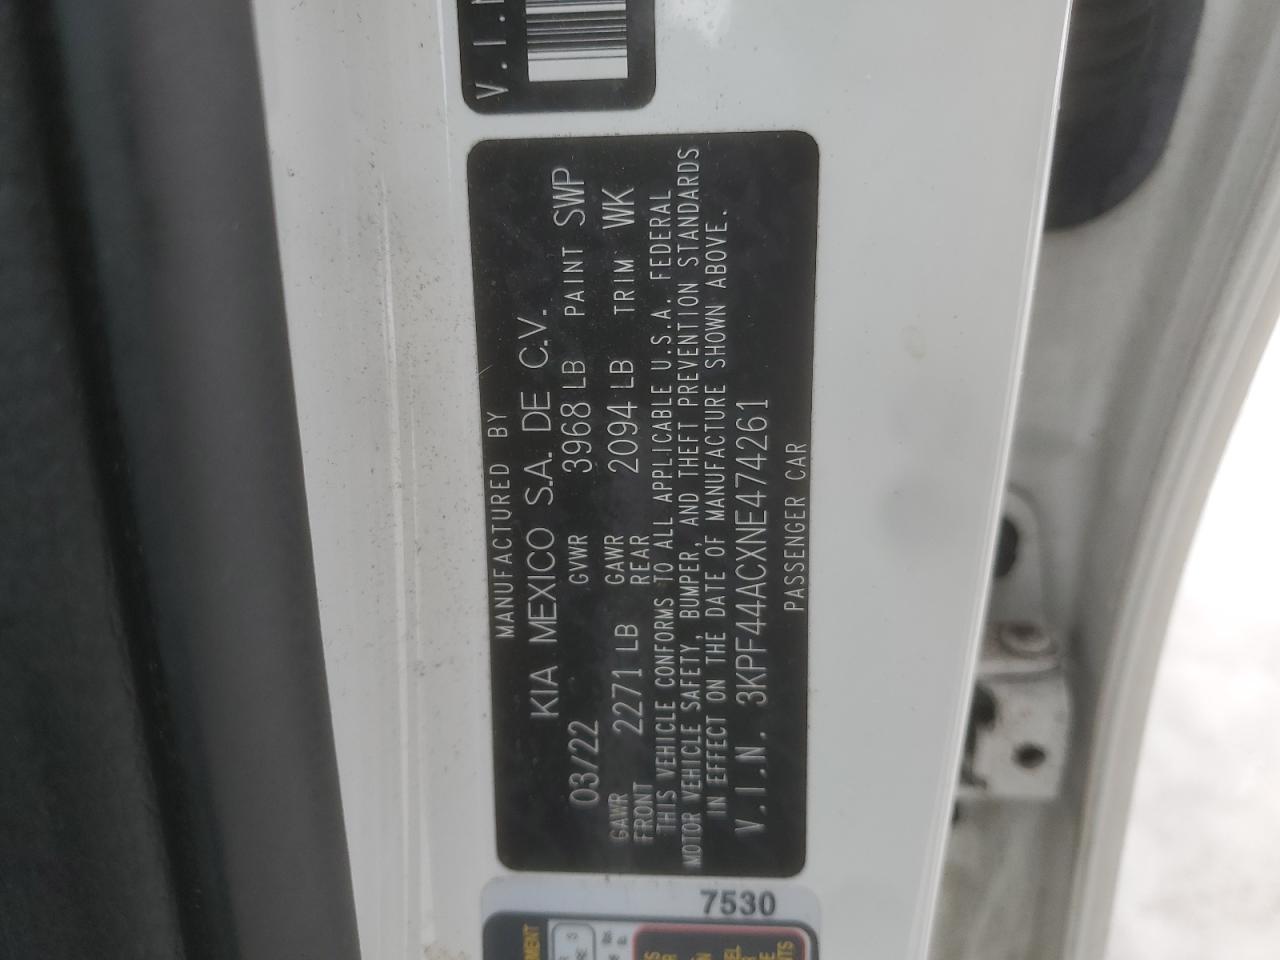 V.I.N
MANUFACTURED BY
KIA MEXICO S.A. DE C.V.
03/22 GVWR 3968 LB PAINT SWP
GAWR FRONT 2271 LB GAWR REAR 2094 LB TRIM WK
THIS VEHICLE CONFORMS TO ALL APPLICABLE U.S.A. FEDERAL
MOTOR VEHICLE SAFETY, BUMPER, AND THEFT PREVENTION STANDARDS
IN EFFECT ON THE DATE OF MANUFACTURE SHOWN ABOVE.
V.I.N. 3KPF44ACXNE474261
PASSENGER CAR
7530